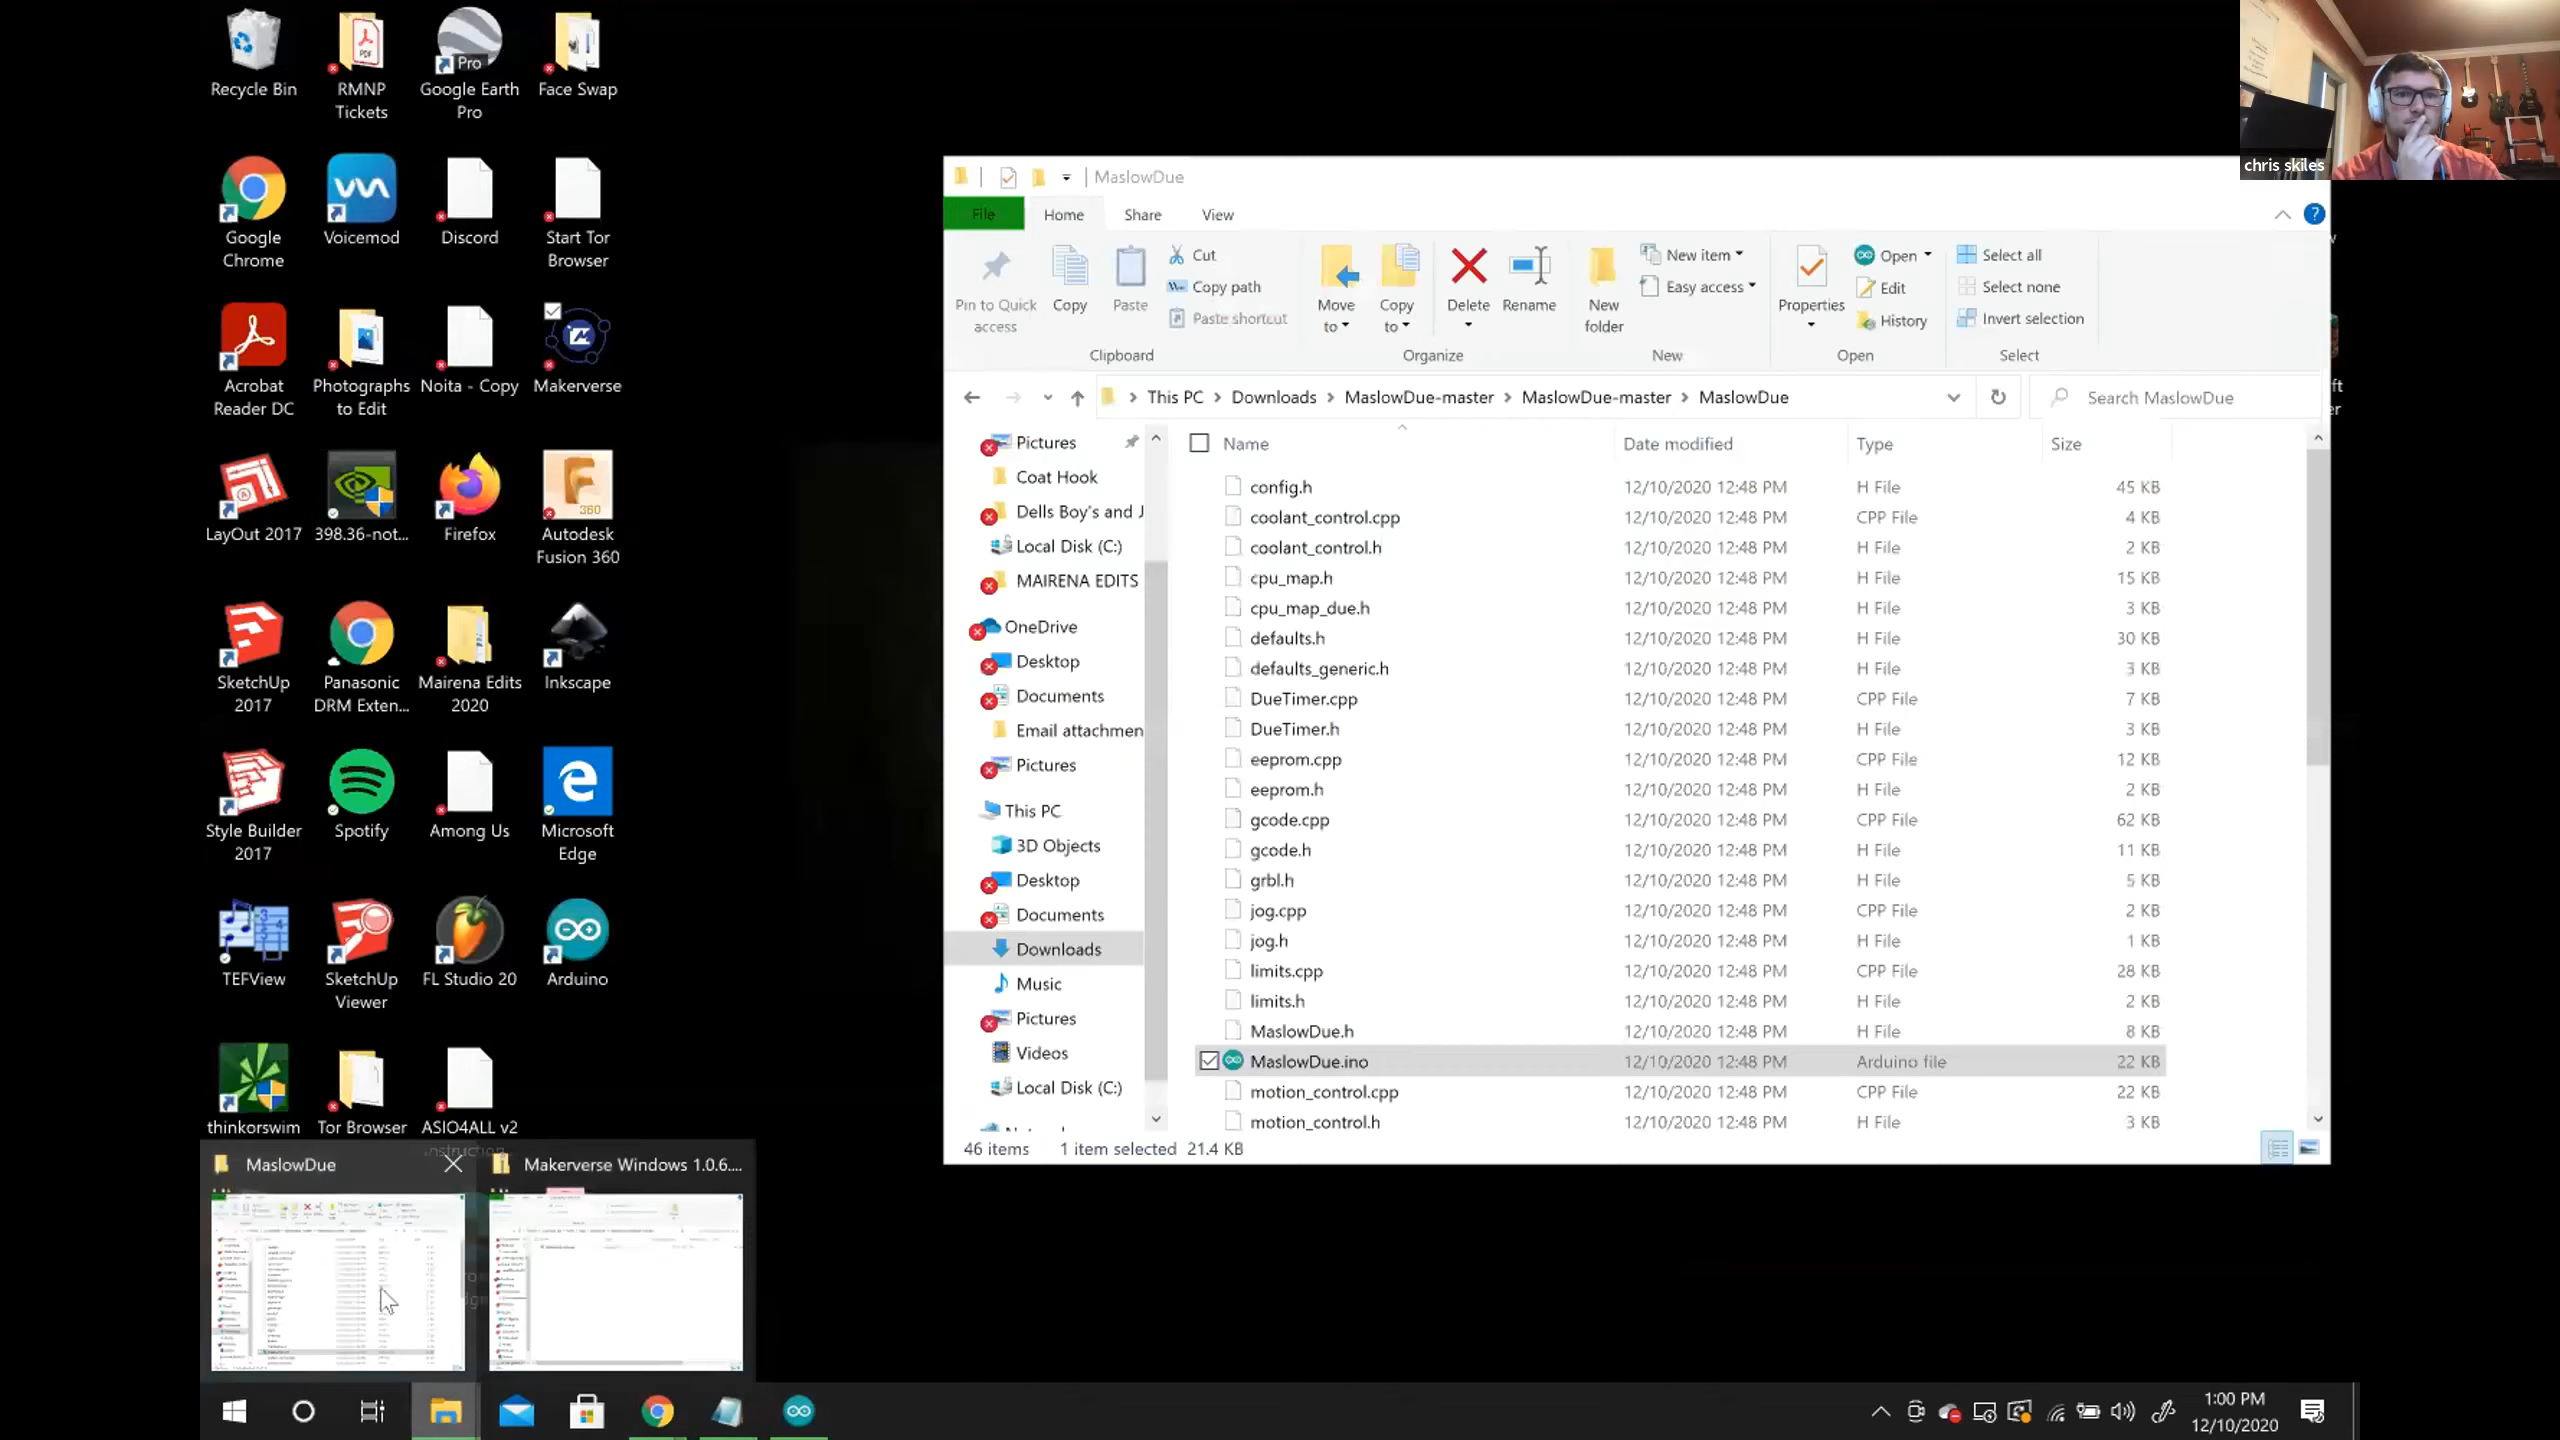 Recycle Bin
RMNP Tickets
Google Earth Pro
Pro
Face Swap
Google Chrome
Voicemod
Discord
Start Tor Browser
Acrobat Reader DC
Photographs to Edit
Noita - Copy
Makerverse
LayOut 2017
398.36-not...
Firefox
Autodesk Fusion 360
360
SketchUp 2017
Panasonic DRM Exten...
Mairena Edits 2020
Inkscape
Style Builder 2017
Spotify
Among Us
Microsoft Edge
TEFView
SketchUp Viewer
FL Studio 20
Arduino
thinkorswim
Tor Browser
ASIO4ALL v2
instruction
chris skiles
MaslowDue
File Home Share View
Pin to Quick access
Copy
Paste
Cut
Copy path
Paste shortcut
Clipboard
Move to
Copy to
Delete
Rename
Organize
New folder
New item
Easy access
New
Properties
Open
Edit
History
Open
Select all
Select none
Invert selection
Select
This PC > Downloads > MaslowDue-master > MaslowDue-master > MaslowDue
Search MaslowDue
Pictures
Coat Hook
Dells Boy's and J
Local Disk (C:)
MAIRENA EDITS
OneDrive
Desktop
Documents
Email attachmen
Pictures
This PC
3D Objects
Desktop
Documents
Downloads
Music
Pictures
Videos
Local Disk (C:)
Name Date modified Type Size
config.h 12/10/2020 12:48 PM H File 45 KB
coolant_control.cpp 12/10/2020 12:48 PM CPP File 4 KB
coolant_control.h 12/10/2020 12:48 PM H File 2 KB
cpu_map.h 12/10/2020 12:48 PM H File 15 KB
cpu_map_due.h 12/10/2020 12:48 PM H File 3 KB
defaults.h 12/10/2020 12:48 PM H File 30 KB
defaults_generic.h 12/10/2020 12:48 PM H File 3 KB
DueTimer.cpp 12/10/2020 12:48 PM CPP File 7 KB
DueTimer.h 12/10/2020 12:48 PM H File 3 KB
eeprom.cpp 12/10/2020 12:48 PM CPP File 12 KB
eeprom.h 12/10/2020 12:48 PM H File 2 KB
gcode.cpp 12/10/2020 12:48 PM CPP File 62 KB
gcode.h 12/10/2020 12:48 PM H File 11 KB
grbl.h 12/10/2020 12:48 PM H File 5 KB
jog.cpp 12/10/2020 12:48 PM CPP File 2 KB
jog.h 12/10/2020 12:48 PM H File 1 KB
limits.cpp 12/10/2020 12:48 PM CPP File 28 KB
limits.h 12/10/2020 12:48 PM H File 2 KB
MaslowDue.h 12/10/2020 12:48 PM H File 8 KB
MaslowDue.ino 12/10/2020 12:48 PM Arduino file 22 KB
motion_control.cpp 12/10/2020 12:48 PM CPP File 22 KB
motion_control.h 12/10/2020 12:48 PM H File 3 KB
46 items 1 item selected 21.4 KB
MaslowDue
Makerverse Windows 1.0.6....
1:00 PM
12/10/2020